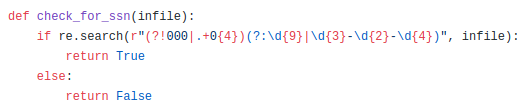 def check_for_ssn(infile):
    if re.search(r"(?!000|.+0{4})(?:\d{9}|\d{3}-\d{2}-\d{4})", infile):
        return True
    else:
        return False